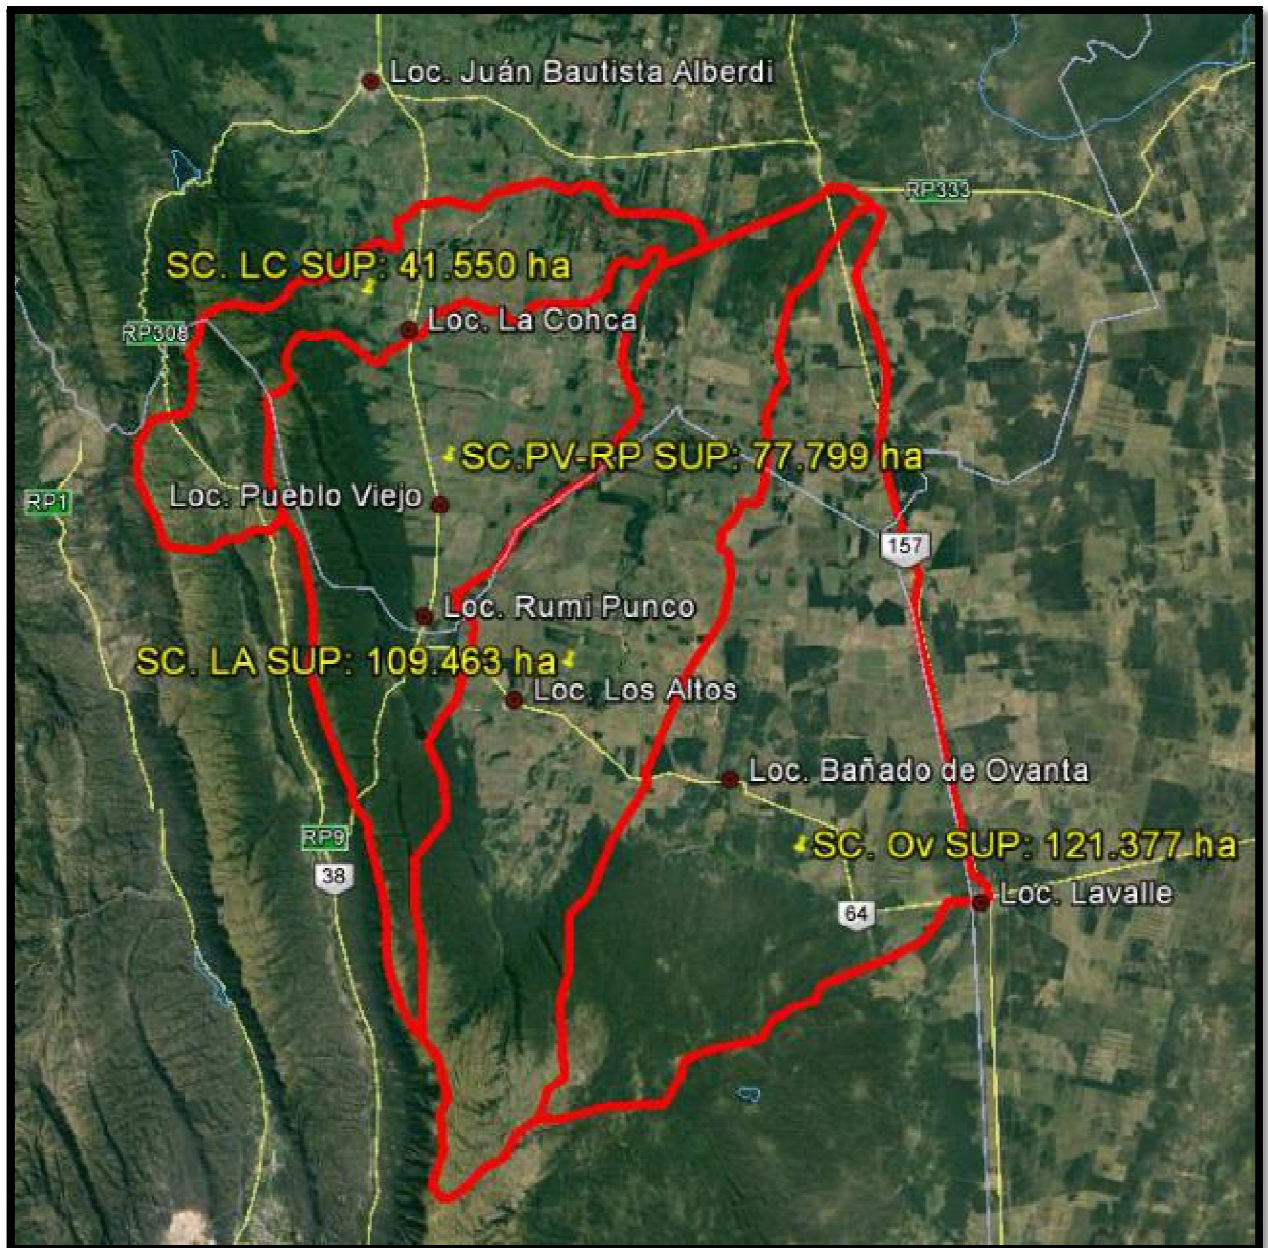 Loc. Juán Bautista Alberdi
RP333
SC. LC SUP: 41.550 ha
Loc. La Cohca
RP308
SC.PV-RP SUP: 77.799 ha
Loc. Pueblo Viejo
RP1
157
Loc. Rumi Punco
SC. LA SUP: 109.463 ha
Loc. Los Altos
Loc. Bañado de Ovanta
RP9
SC. Ov SUP: 121.377 ha
38
Loc. Lavalle
64